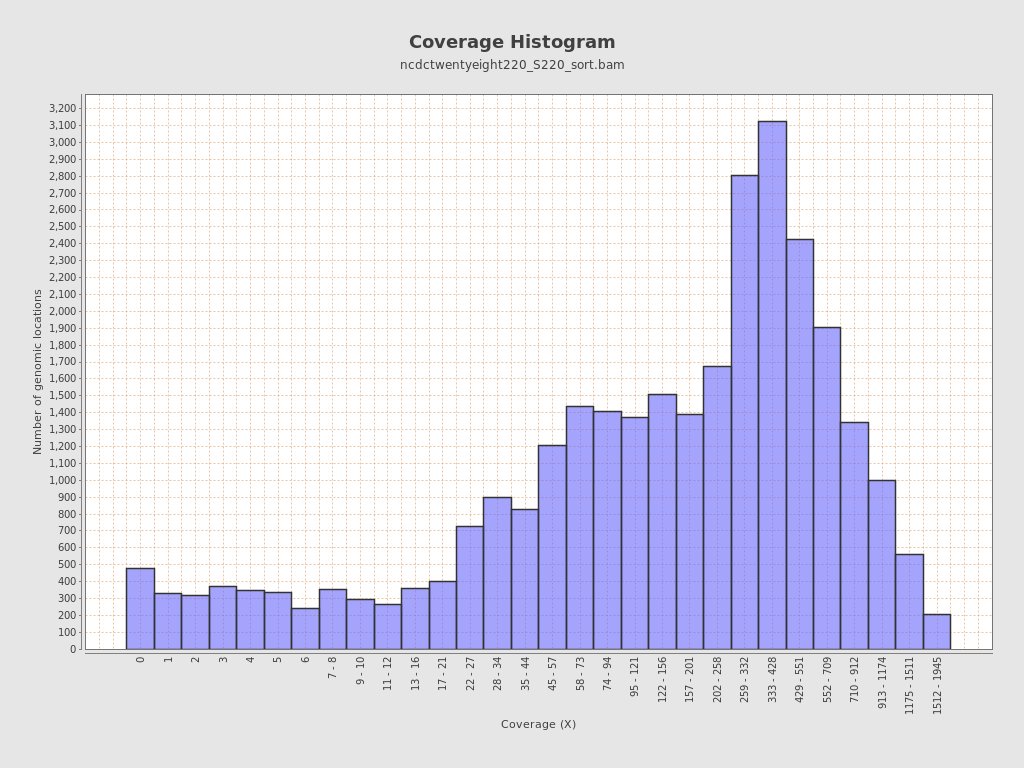 Coverage Histogram
ncdctwentyeight220_S220_sort.bam
Number of genomic locations
3,200
3,100
3,000
2,900
2,800
2,700
2,600
2,500
2,400
2,300
2,200
2,100
2,000
1,900
1,800
1,700
1,600
1,500
1,400
1,300
1,200
1,100
1,000
900
800
700
600
500
400
300
200
100
0
0
1
2
3
4
5
6
7 - 8
9 - 10
11 - 12
13 - 16
17 - 21
22 - 27
28 - 34
35 - 44
45 - 57
58 - 73
74 - 94
95 - 121
122 - 156
157 - 201
202 - 258
259 - 332
333 - 428
429 - 551
552 - 709
710 - 912
913 - 1174
1175 - 1511
1512 - 1945
Coverage (X)